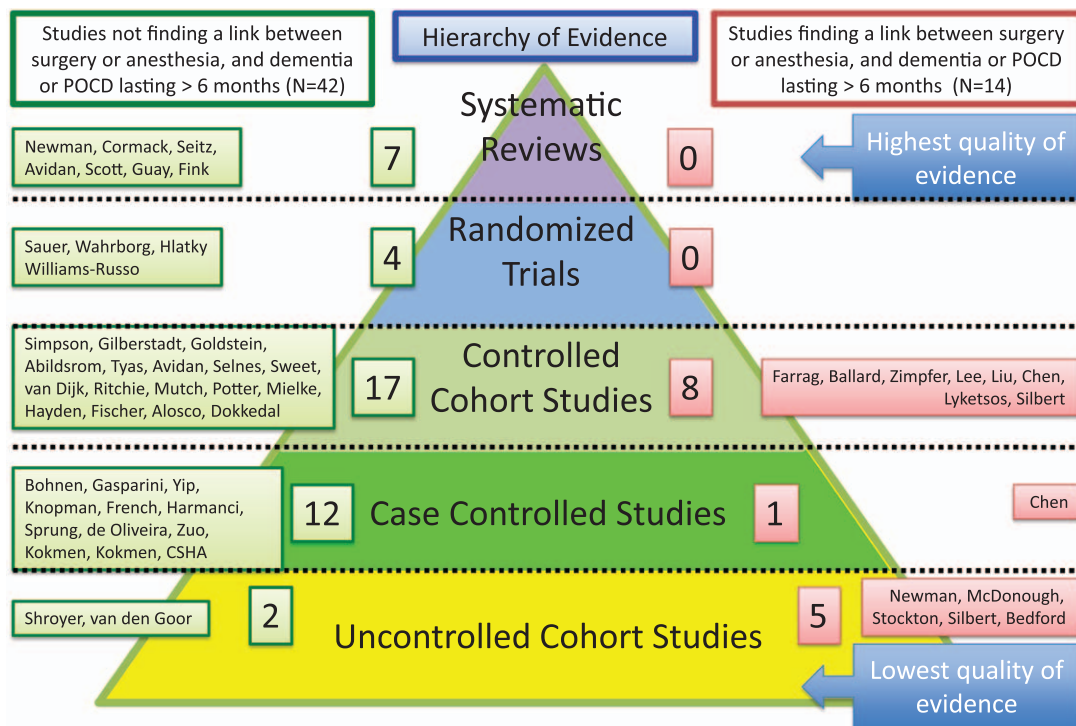 Studies not finding a link between
surgery or anesthesia, and dementia
or POCD lasting > 6 months (N=42)
Hierarchy of Evidence
Studies finding a link between surgery
or anesthesia, and dementia or POCD
lasting > 6 months (N=14)
Newman, Cormack, Seitz,
Avidan, Scott, Guay, Fink
7
Systematic
Reviews
0
Highest quality of
evidence
Sauer, Wahrborg, Hlatky
Williams-Russo
4
Randomized
Trials
0
Simpson, Gilberstadt, Goldstein,
Abildsrom, Tyas, Avidan, Selnes, Sweet,
van Dijk, Ritchie, Mutch, Potter, Mielke,
Hayden, Fischer, Alosco, Dokkedal
17
Controlled
Cohort Studies
8
Farrag, Ballard, Zimpfer, Lee, Liu, Chen,
Lyketsos, Silbert
Bohnen, Gasparini, Yip,
Knopman, French, Harmanci,
Sprung, de Oliveira, Zuo,
Kokmen, Kokmen, CSHA
12
Case Controlled Studies
1
Chen
Shroyer, van den Goor
2
Uncontrolled Cohort Studies
5
Newman, McDonough,
Stockton, Silbert, Bedford
Lowest quality of
evidence